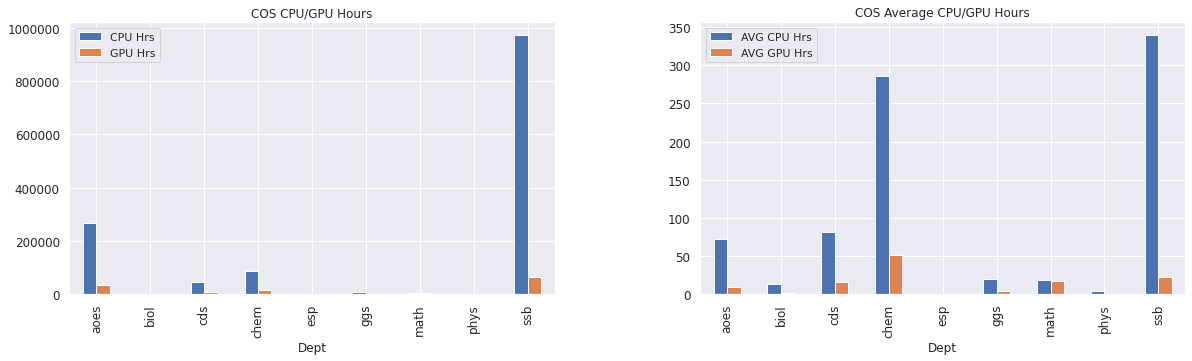 COS CPU/GPU Hours
CPU Hrs
GPU Hrs
1000000
800000
600000
400000
200000
0
aoes
biol
cds
chem
esp
ggs
math
phys
ssb
Dept
COS Average CPU/GPU Hours
AVG CPU Hrs
AVG GPU Hrs
350
300
250
200
150
100
50
0
aoes
biol
cds
chem
esp
ggs
math
phys
ssb
Dept